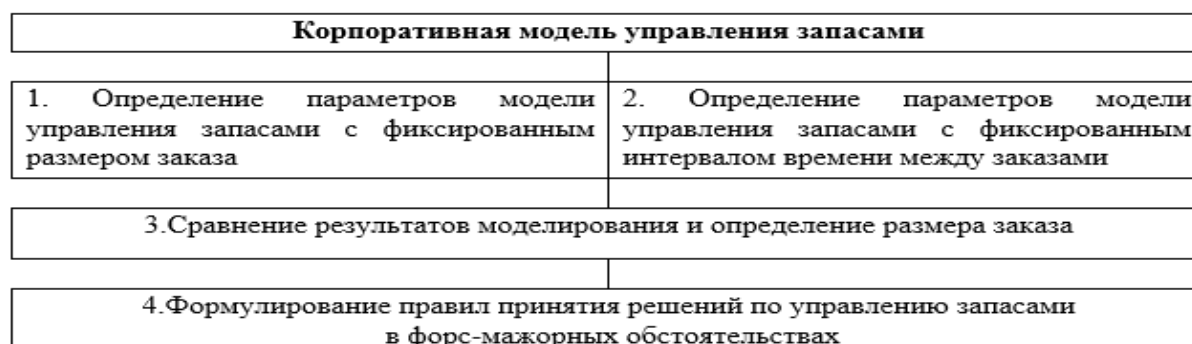 Корпоративная модель управления запасами
1. Определение параметров модели
управления запасами с фиксированным
размером заказа
2. Определение параметров модели
управления запасами с фиксированным
интервалом времени между заказами
3.Сравнение результатов моделирования и определение размера заказа
4.Формулирование правил принятия решений по управлению запасами
в форс-мажорных обстоятельствах